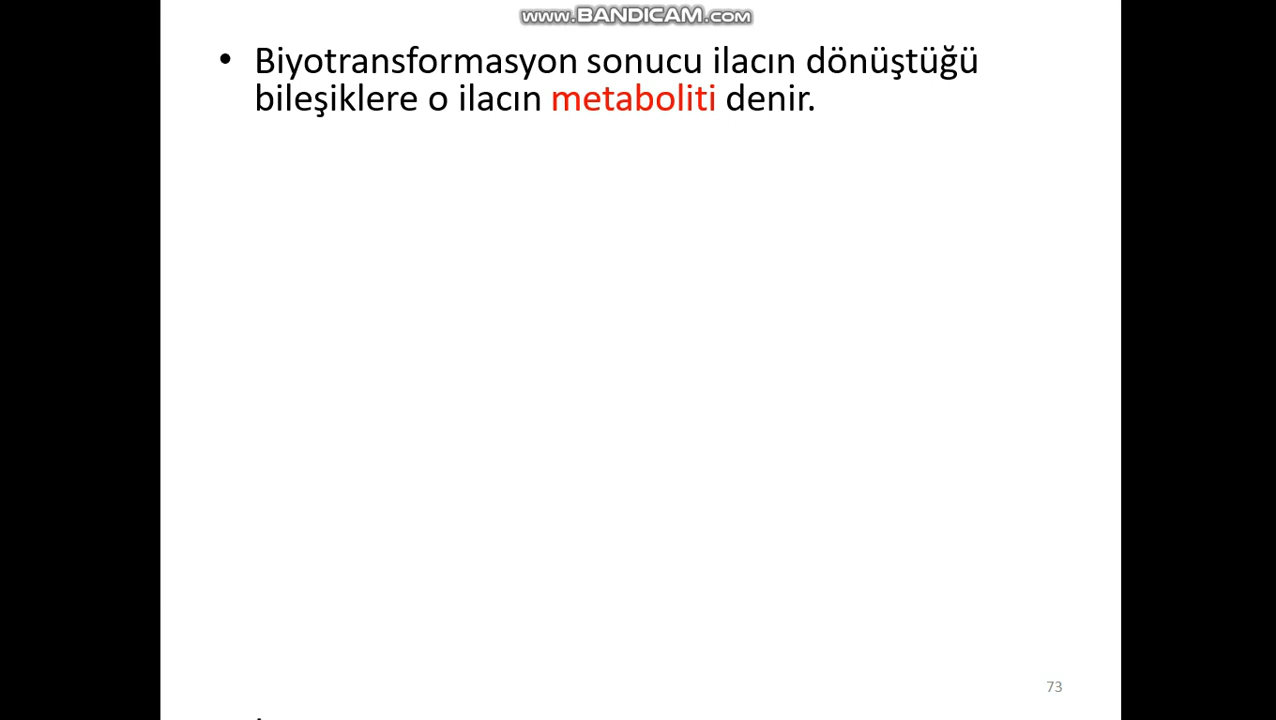 www.BANDICAM.com
• Biyotransformasyon sonucu ilacın dönüştüğü
bileşiklere o ilacın metaboliti denir.
73